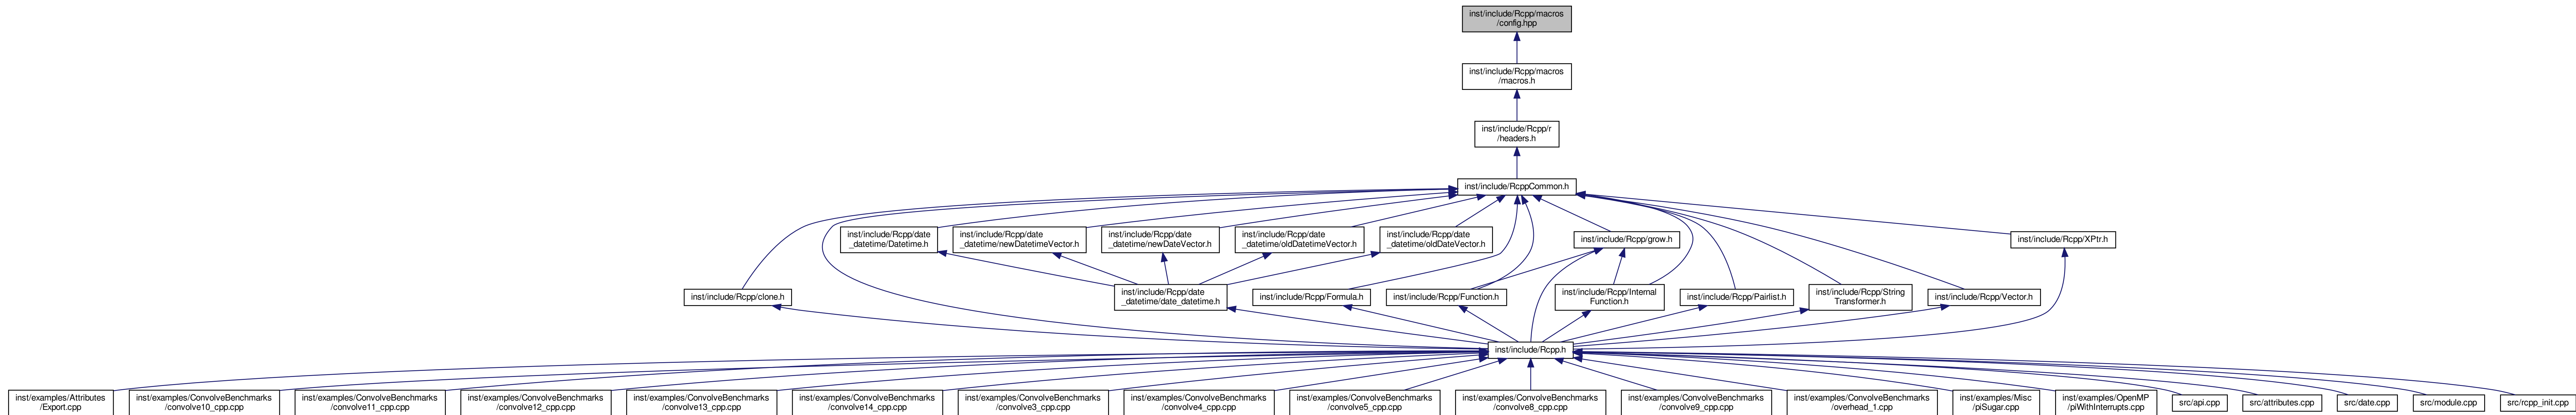 inst/include/Rcpp/macros
/config.hpp
inst/include/Rcpp/macros
/macros.h
inst/include/Rcpp/r
/headers.h
inst/include/RcppCommon.h
inst/include/Rcpp/date
_datetime/Datetime.h
inst/include/Rcpp/date
_datetime/newDatetimeVector.h
inst/include/Rcpp/date
_datetime/newDateVector.h
inst/include/Rcpp/date
_datetime/oldDatetimeVector.h
inst/include/Rcpp/date
_datetime/oldDateVector.h
inst/include/Rcpp/grow.h
inst/include/Rcpp/XPtr.h
inst/include/Rcpp/clone.h
inst/include/Rcpp/date
_datetime/date_datetime.h
inst/include/Rcpp/Formula.h
inst/include/Rcpp/Function.h
inst/include/Rcpp/Internal
Function.h
inst/include/Rcpp/Pairlist.h
inst/include/Rcpp/String
Transformer.h
inst/include/Rcpp/Vector.h
inst/include/Rcpp.h
inst/examples/Attributes
/Export.cpp
inst/examples/ConvolveBenchmarks
/convolve10_cpp.cpp
inst/examples/ConvolveBenchmarks
/convolve11_cpp.cpp
inst/examples/ConvolveBenchmarks
/convolve12_cpp.cpp
inst/examples/ConvolveBenchmarks
/convolve13_cpp.cpp
inst/examples/ConvolveBenchmarks
/convolve14_cpp.cpp
inst/examples/ConvolveBenchmarks
/convolve3_cpp.cpp
inst/examples/ConvolveBenchmarks
/convolve4_cpp.cpp
inst/examples/ConvolveBenchmarks
/convolve5_cpp.cpp
inst/examples/ConvolveBenchmarks
/convolve8_cpp.cpp
inst/examples/ConvolveBenchmarks
/convolve9_cpp.cpp
inst/examples/ConvolveBenchmarks
/overhead_1.cpp
inst/examples/Misc
/piSugar.cpp
inst/examples/OpenMP
/piWithInterrupts.cpp
src/api.cpp
src/attributes.cpp
src/date.cpp
src/module.cpp
src/rcpp_init.cpp